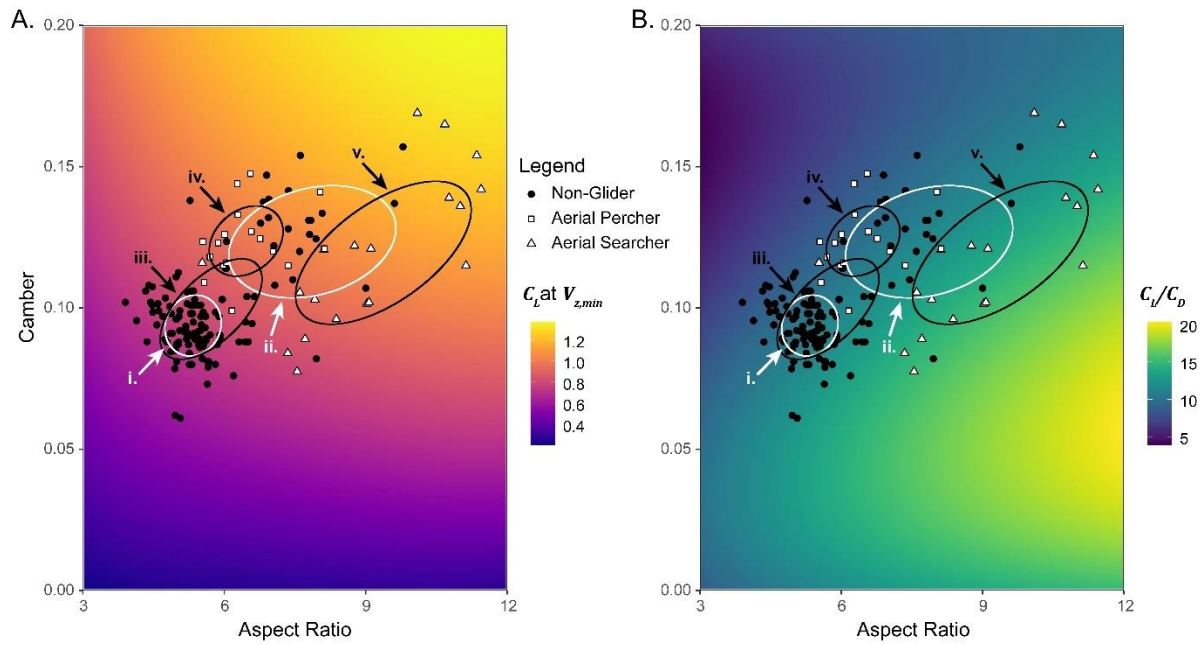 A.
B.
0.20
0.15
0.10
0.05
0.00
Camber
3
6
9
12
Aspect Ratio
i.
ii.
iii.
iv.
v.
Legend
Non-Glider
Aerial Percher
Aerial Searcher
C_L at V_z,min
1.2
1.0
0.8
0.6
0.4
0.20
0.15
0.10
0.05
0.00
3
6
9
12
Aspect Ratio
i.
ii.
iii.
iv.
v.
C_L/C_D
20
15
10
5